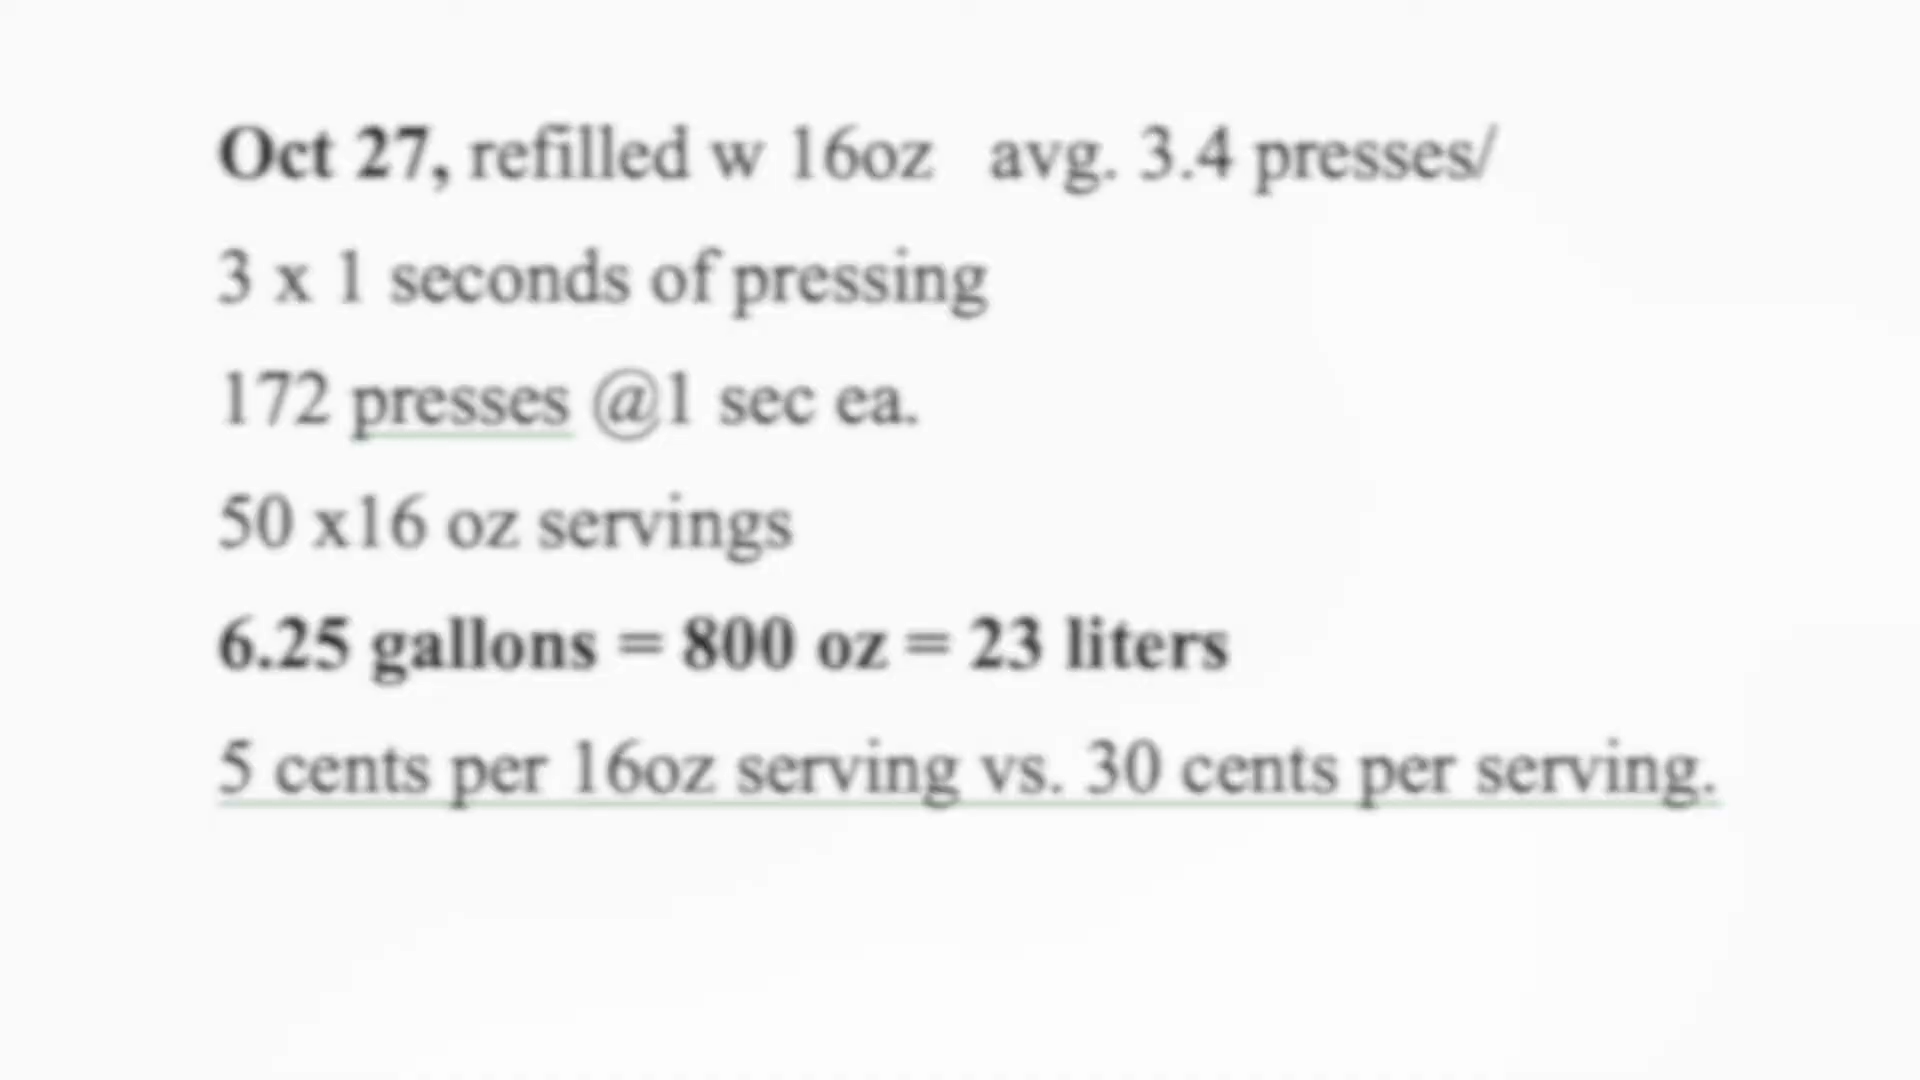 Oct 27, refilled w 16oz avg. 3.4 presses/
3 x 1 seconds of pressing
172 presses @1 sec ea.
50 x16 oz servings
6.25 gallons = 800 oz = 23 liters
5 cents per 16oz serving vs. 30 cents per serving.